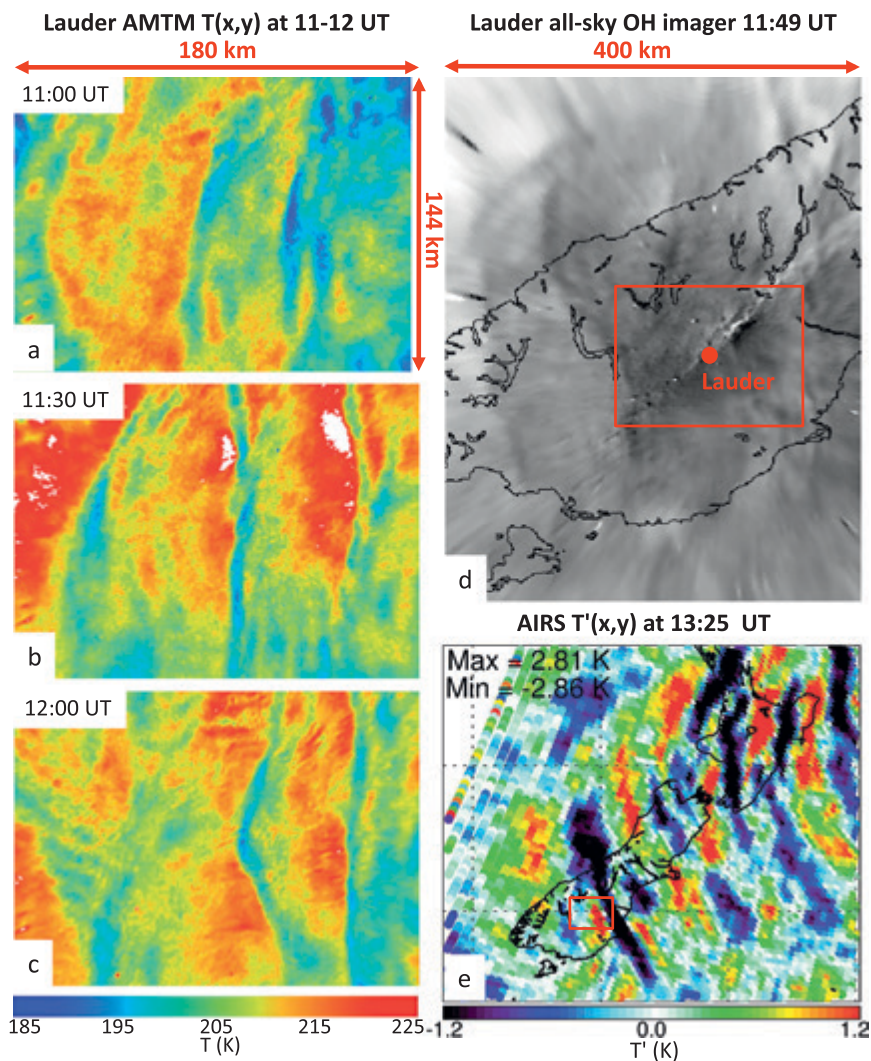 Lauder AMTM T(x,y) at 11-12 UT
180 km
11:00 UT
144 km
a
11:30 UT
b
12:00 UT
c
185 195 205 215 225
T (K)
Lauder all-sky OH imager 11:49 UT
400 km
Lauder
d
AIRS T'(x,y) at 13:25 UT
Max = 2.81 K
Min = -2.86 K
e
-1.2 0.0 1.2
T' (K)